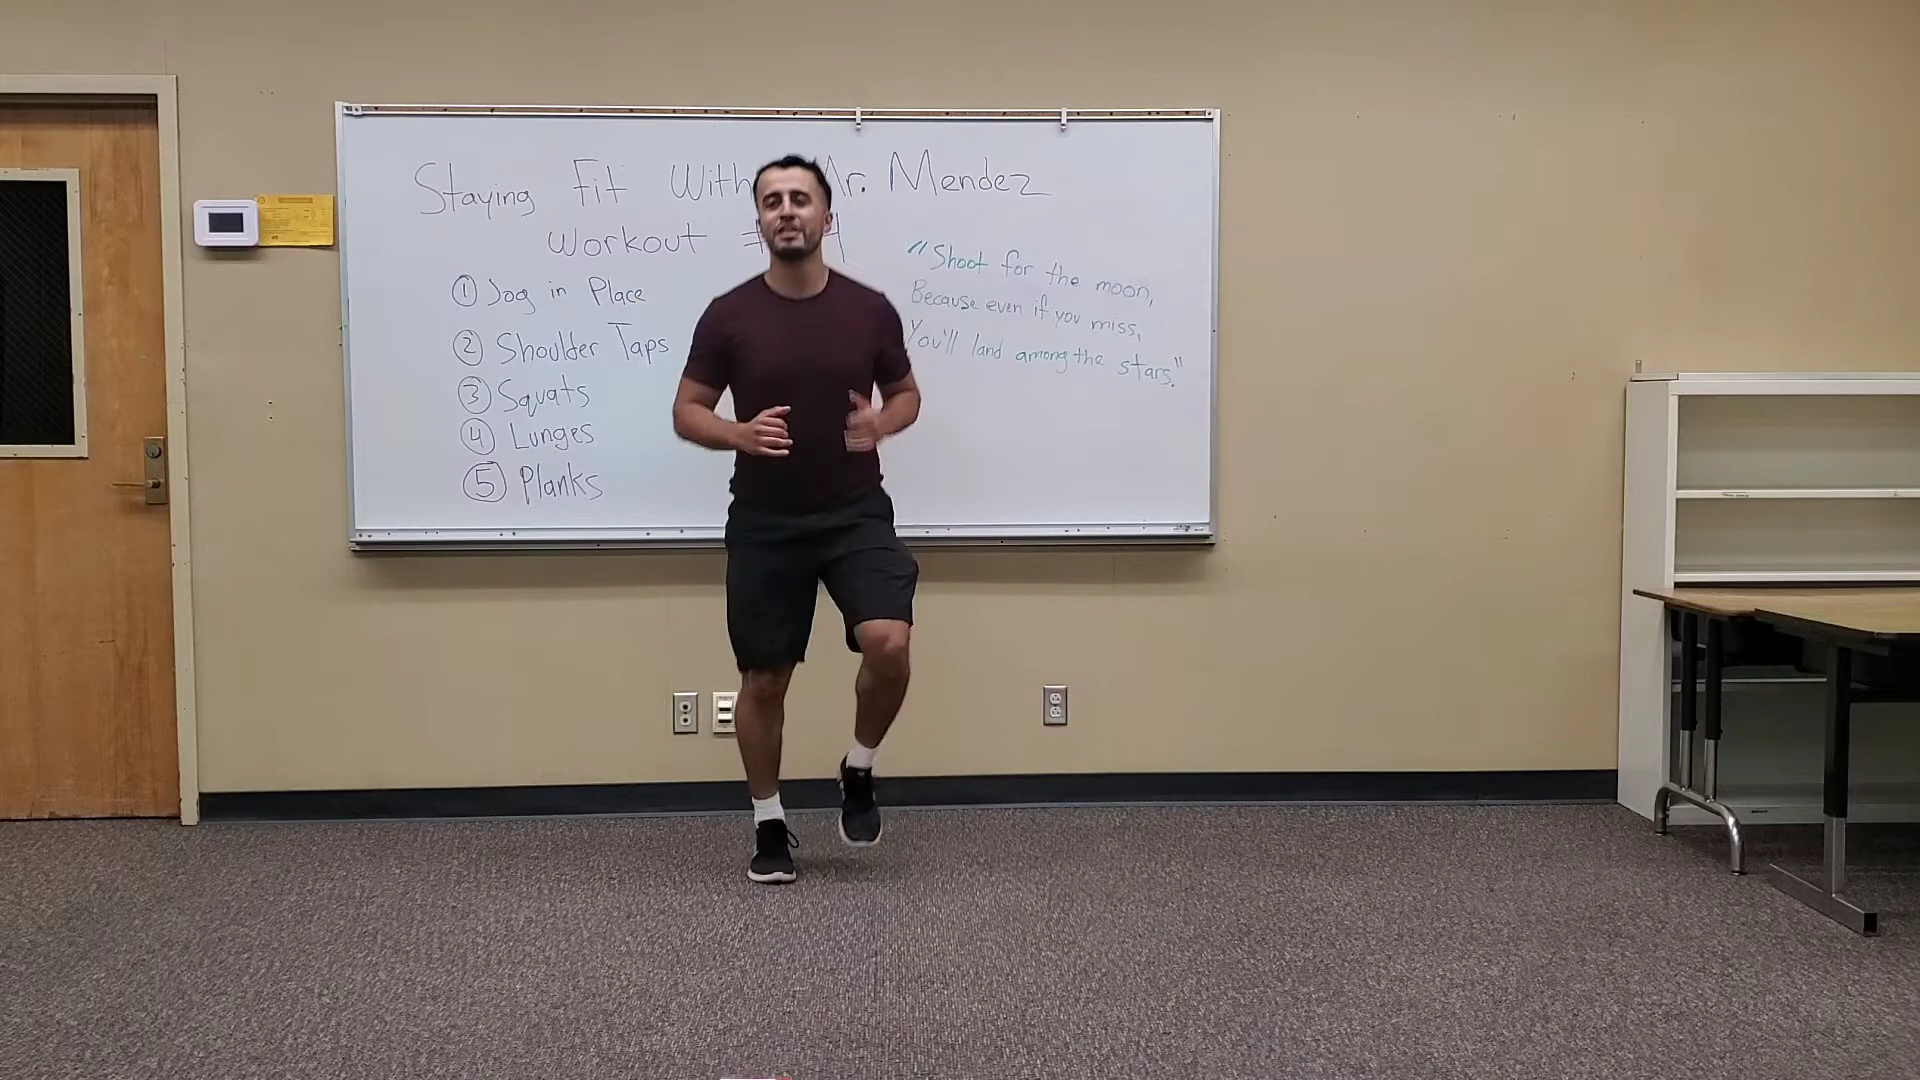 Staying Fit With Mr. Mendez
Workout #4
① Jog in Place
② Shoulder Taps
③ Squats
④ Lunges
⑤ Planks
"Shoot for the moon,
Because even if you miss,
You'll land among the stars."